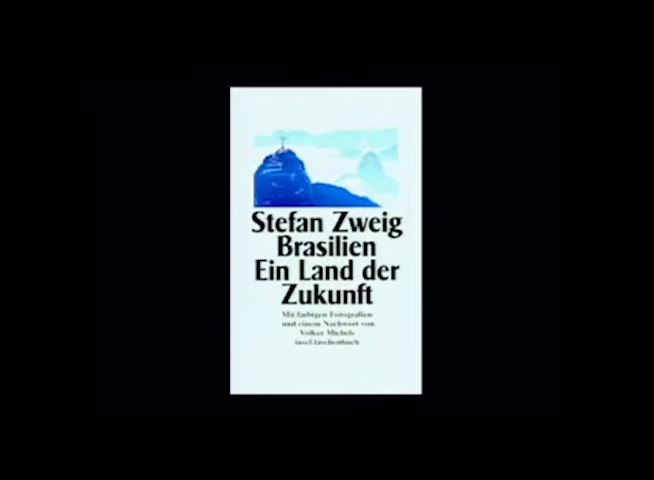 Stefan Zweig
Brasilien
Ein Land der
Zukunft
Mit farbigen Fotografien
und einem Nachwort von
Volker Michels
insel taschenbuch